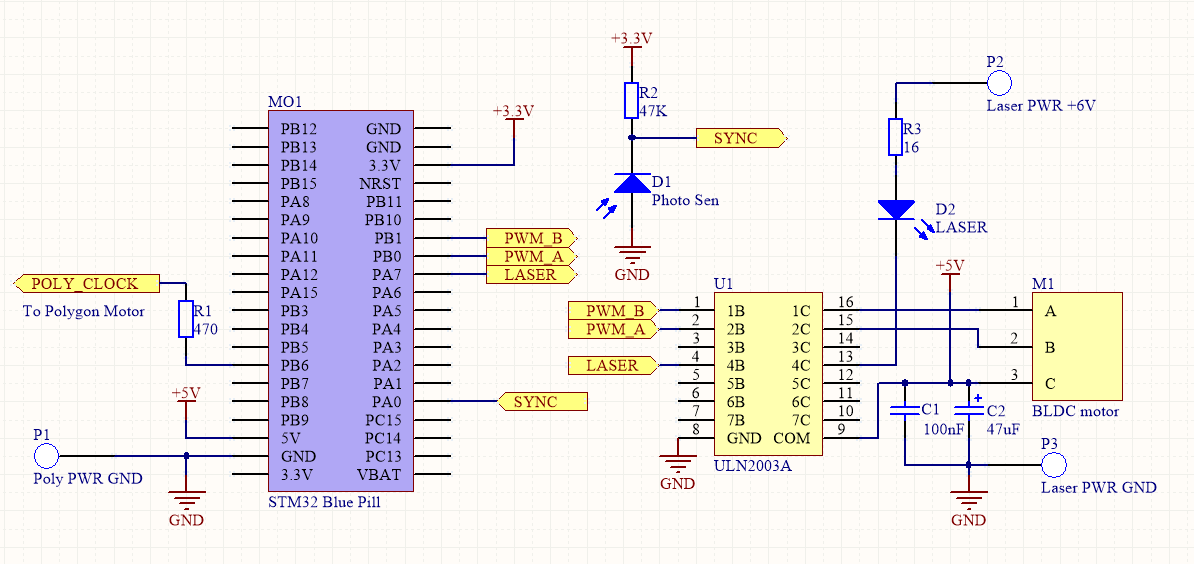 MO1
PB12 GND
PB13 GND
PB14 3.3V
PB15 NRST
PA8 PB11
PA9 PB10
PA10 PB1
PA11 PB0
PA12 PA7
PA15 PA6
PB3 PA5
PB4 PA4
PB5 PA3
PB6 PA2
PB7 PA1
PB8 PA0
PB9 PC15
5V PC14
GND PC13
3.3V VBAT
STM32 Blue Pill
+3.3V
PWM_B
PWM_A
LASER
SYNC
POLY_CLOCK
To Polygon Motor
R1
470
+5V
P1
Poly PWR GND
GND
+3.3V
R2
47K
SYNC
D1
Photo Sen
GND
P2
Laser PWR +6V
R3
16
D2
LASER
PWM_B
PWM_A
LASER
U1
1 1B 1C 16
2 2B 2C 15
3 3B 3C 14
4 4B 4C 13
5 5B 5C 12
6 6B 6C 11
7 7B 7C 10
8 GND COM 9
ULN2003A
GND
+5V
M1
1 A
2 B
3 C
BLDC motor
C1
100nF
+
C2
47uF
P3
Laser PWR GND
GND